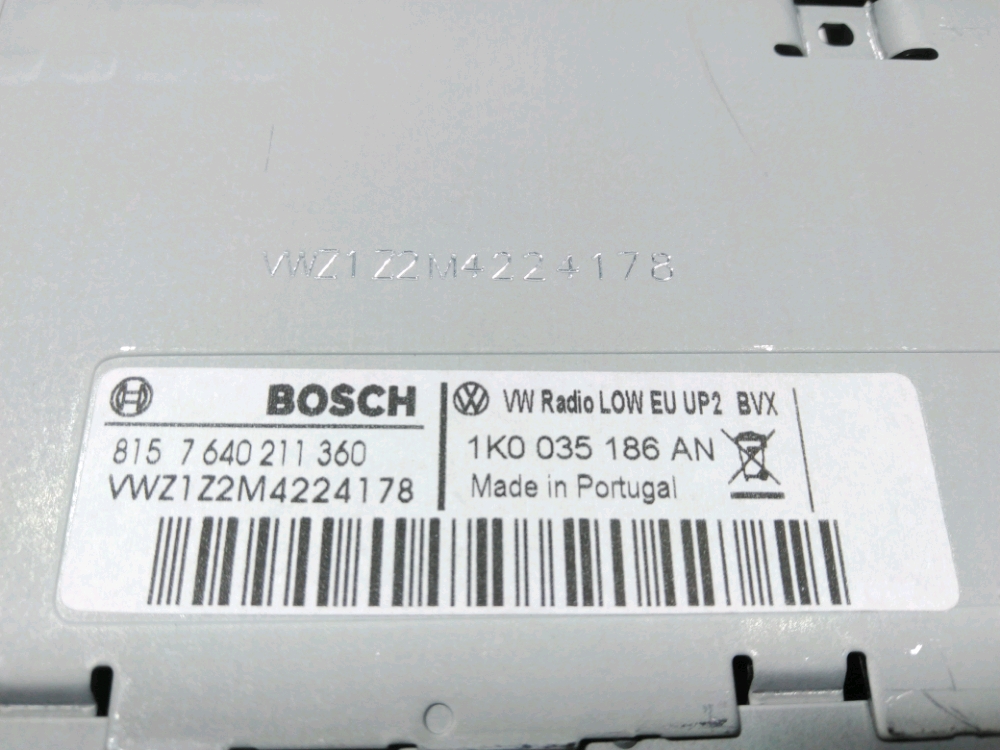 VWZ1Z2M4224178
BOSCH
815 7 640 211 360
VWZ1Z2M4224178
VW Radio LOW EU UP2 BVX
1K0 035 186 AN
Made in Portugal